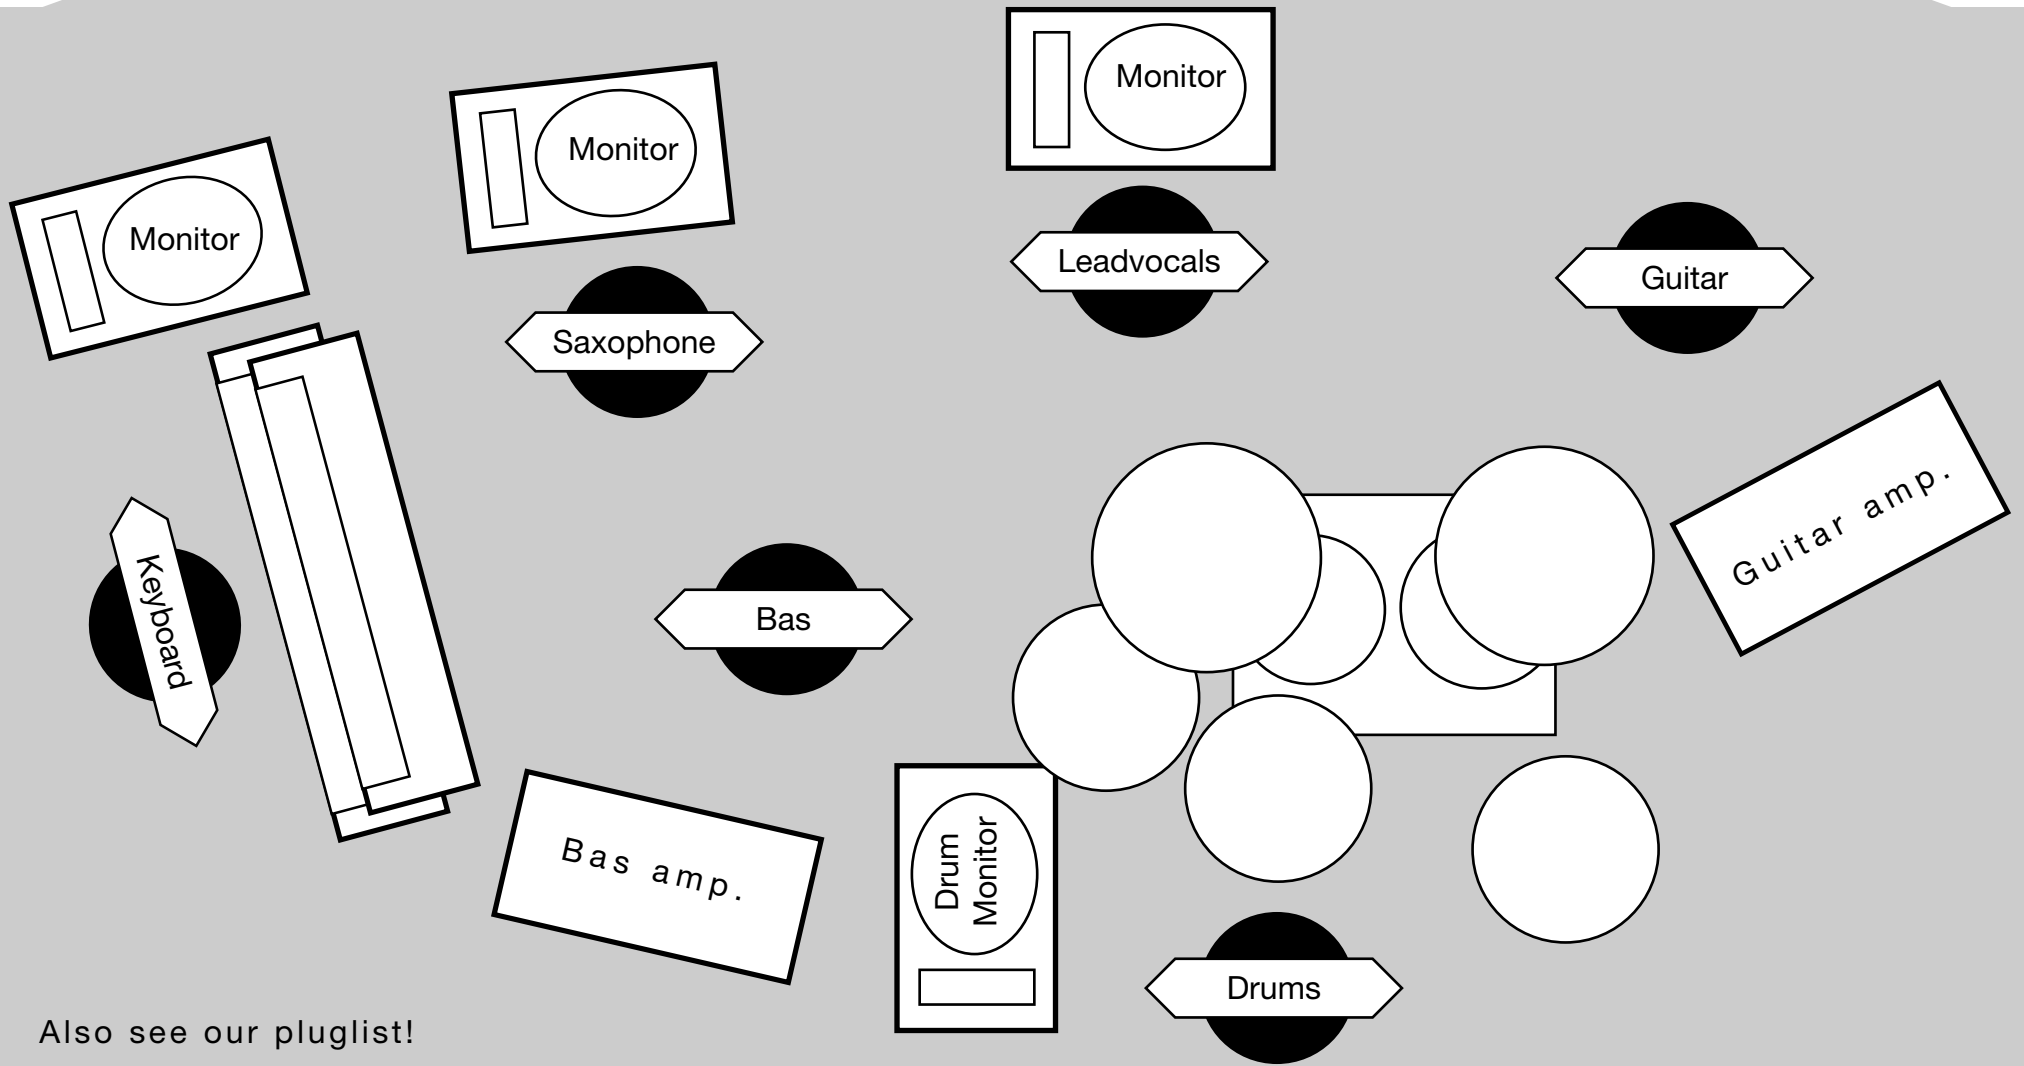 Monitor
Monitor
Monitor
Leadvocals
Guitar
Saxophone
Guitar amp.
Keyboard
Bas
Bas amp.
Drum
Monitor
Drums
Also see our pluglist!